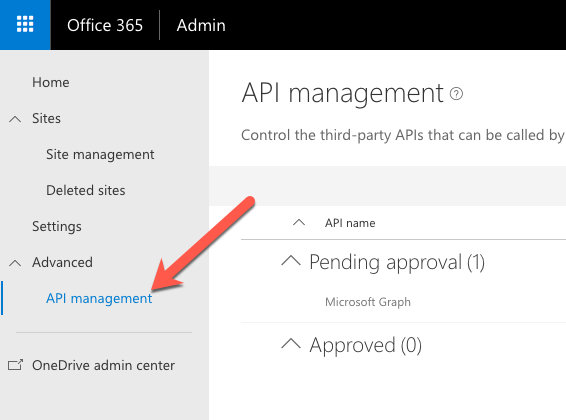 Office 365 Admin
Home
Sites
Site management
Deleted sites
Settings
Advanced
API management
OneDrive admin center
API management
Control the third-party APIs that can be called by
API name
Pending approval (1)
Microsoft Graph
Approved (0)